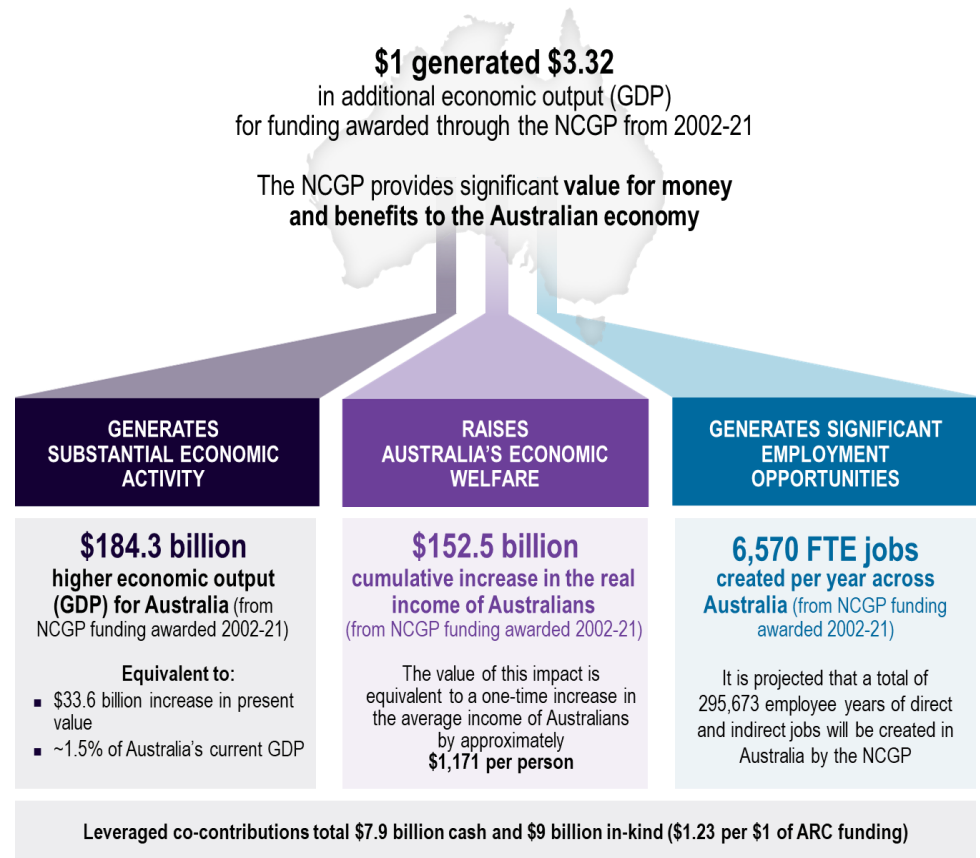 $1 generated $3.32
in additional economic output (GDP)
for funding awarded through the NCGP from 2002-21
The NCGP provides significant value for money
and benefits to the Australian economy
GENERATES
SUBSTANTIAL ECONOMIC
ACTIVITY
$184.3 billion
higher economic output
(GDP) for Australia (from
NCGP funding awarded 2002-21)
Equivalent to:
▪ $33.6 billion increase in present
value
▪ ~1.5% of Australia's current GDP
RAISES
AUSTRALIA'S ECONOMIC
WELFARE
$152.5 billion
cumulative increase in the real
income of Australians
(from NCGP funding awarded 2002-21)
The value of this impact is
equivalent to a one-time increase in
the average income of Australians
by approximately
$1,171 per person
GENERATES SIGNIFICANT
EMPLOYMENT
OPPORTUNITIES
6,570 FTE jobs
created per year across
Australia (from NCGP funding
awarded 2002-21)
It is projected that a total of
295,673 employee years of direct
and indirect jobs will be created in
Australia by the NCGP
Leveraged co-contributions total $7.9 billion cash and $9 billion in-kind ($1.23 per $1 of ARC funding)